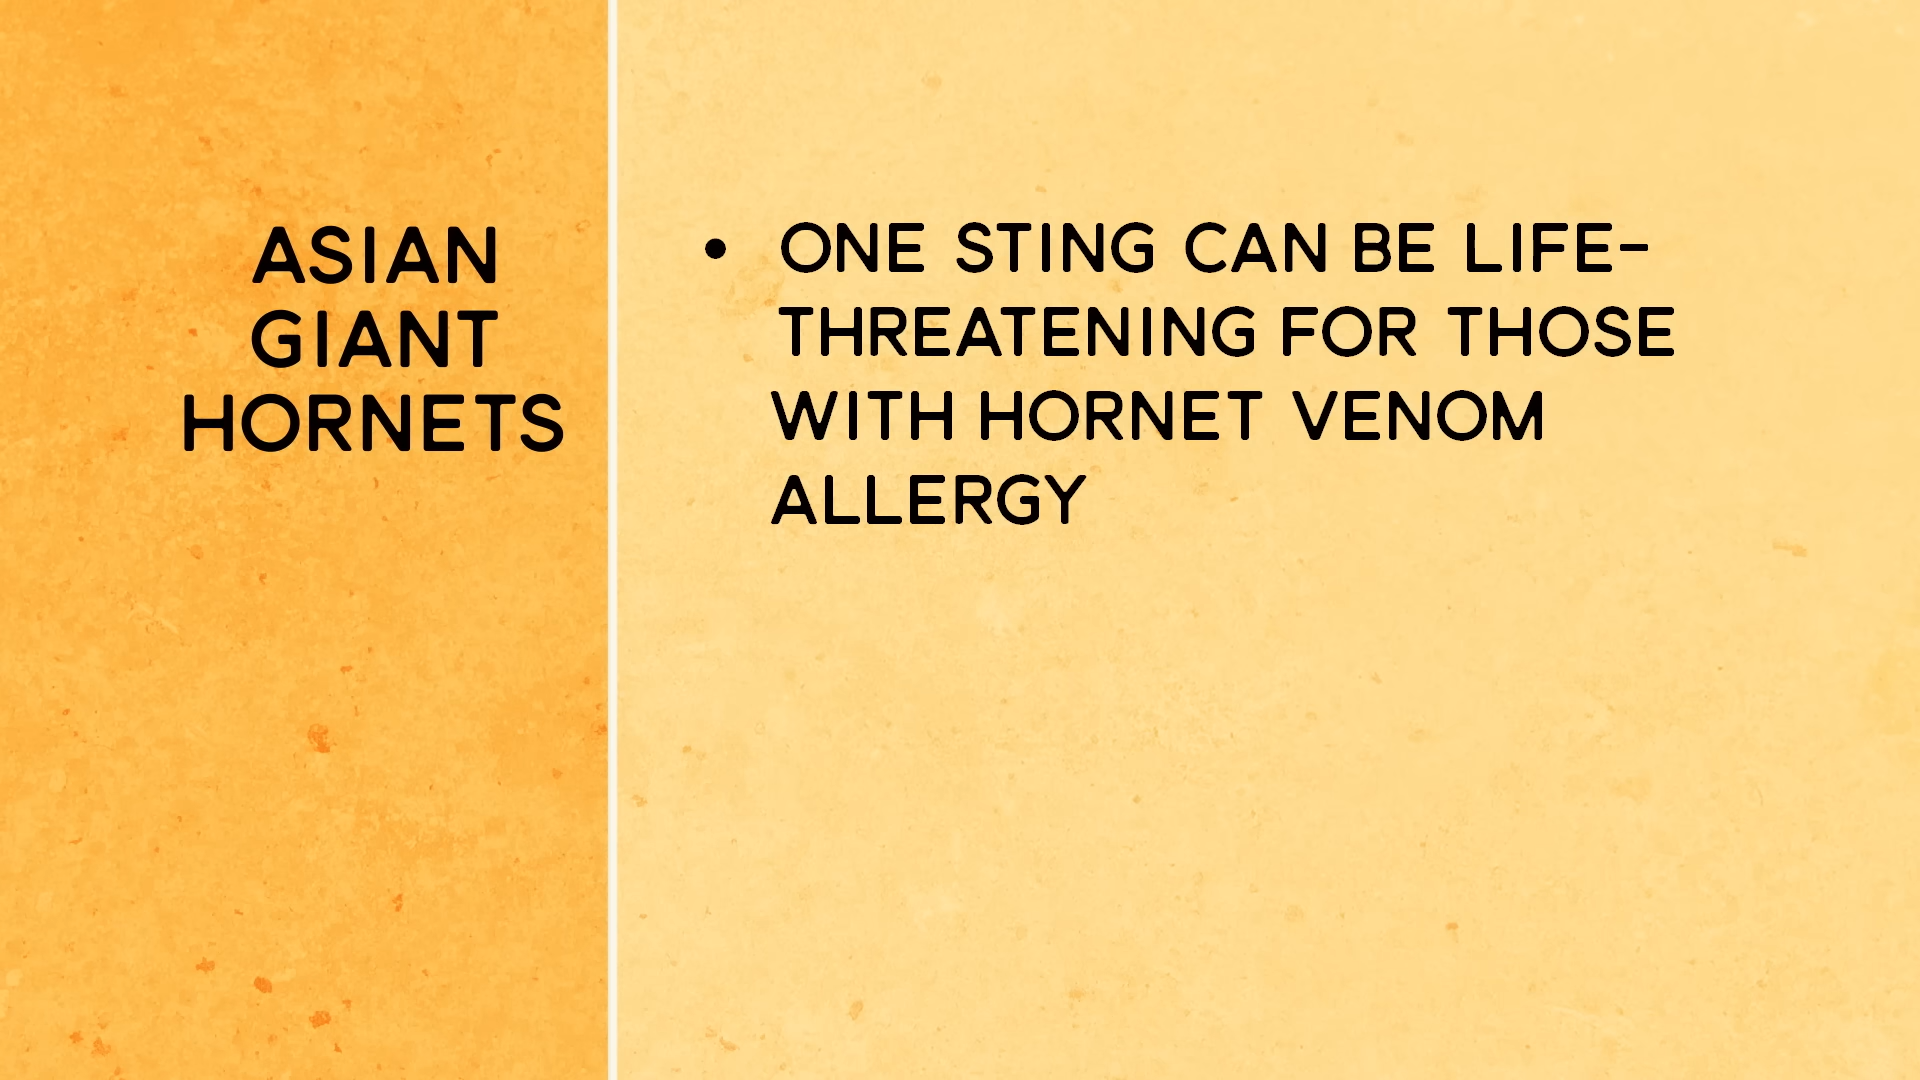 ASIAN
GIANT
HORNETS
• ONE STING CAN BE LIFE-
THREATENING FOR THOSE
WITH HORNET VENOM
ALLERGY